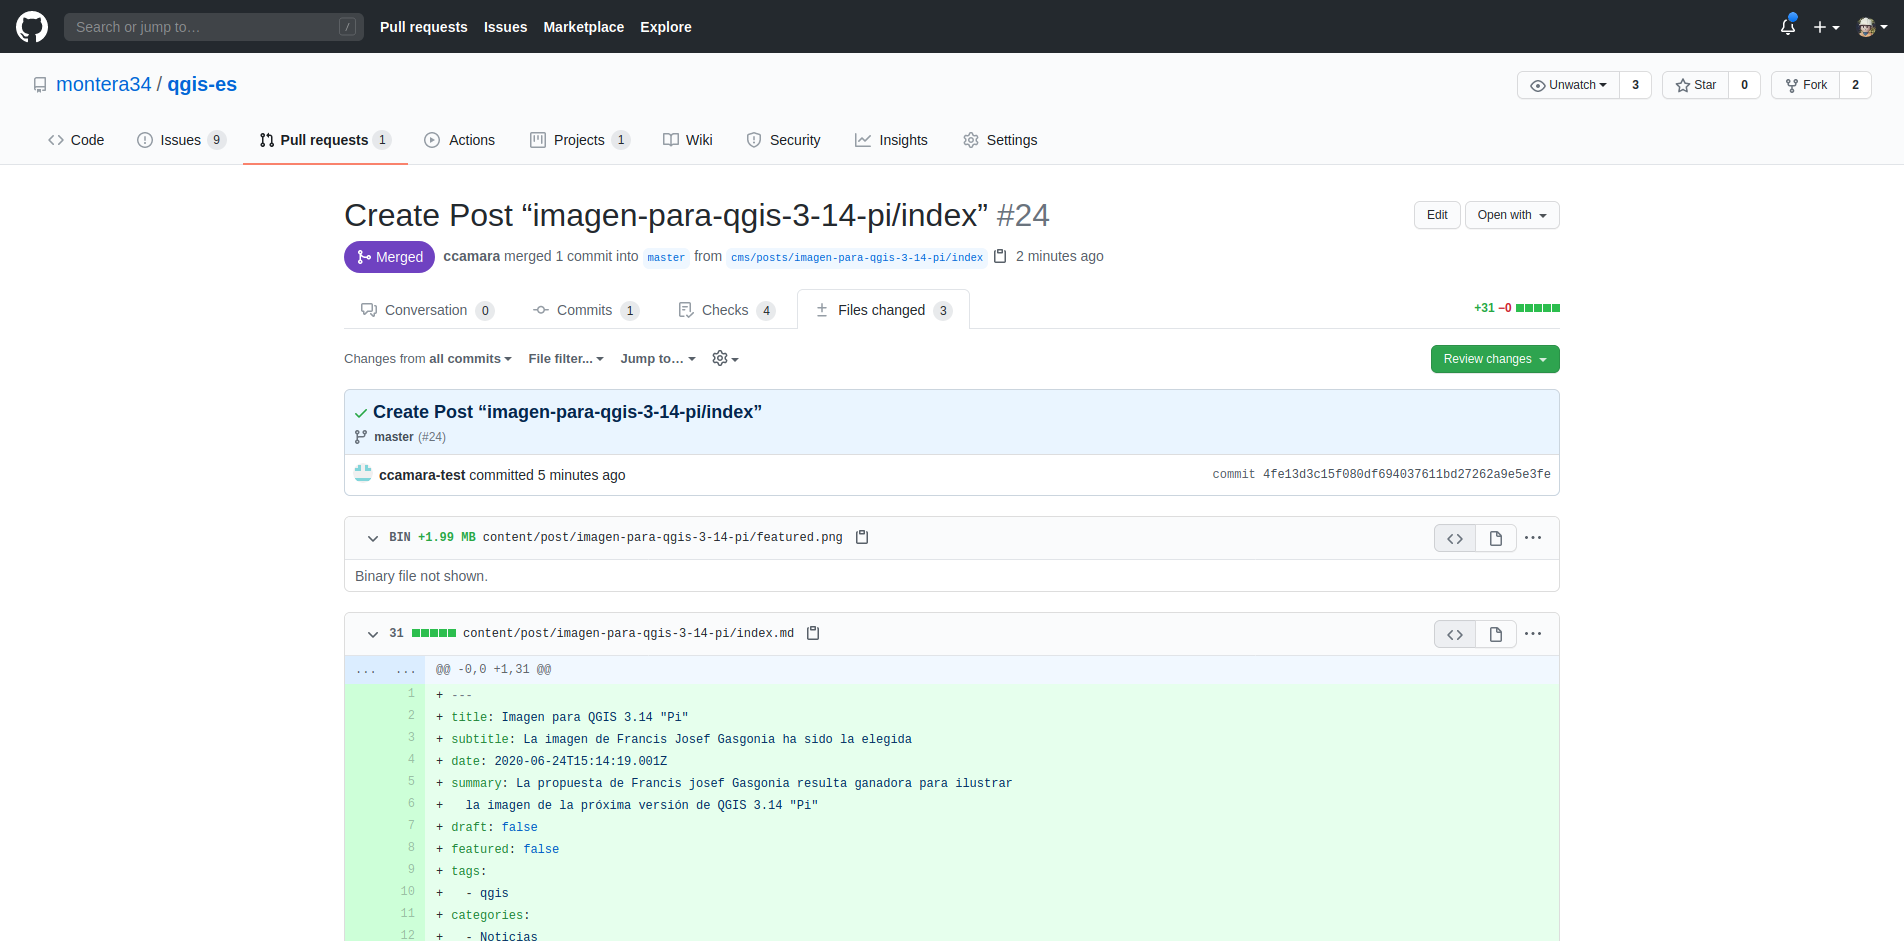 Search or jump to… / Pull requests Issues Marketplace Explore
montera34 / qgis-es Unwatch 3 Star 0 Fork 2
Code Issues 9 Pull requests 1 Actions Projects 1 Wiki Security Insights Settings
Create Post “imagen-para-qgis-3-14-pi/index” #24 Edit Open with
Merged ccamara merged 1 commit into master from cms/posts/imagen-para-qgis-3-14-pi/index 2 minutes ago
Conversation 0 Commits 1 Checks 4 Files changed 3 +31 −0
Changes from all commits File filter... Jump to… Review changes
Create Post “imagen-para-qgis-3-14-pi/index”
master (#24)
ccamara-test committed 5 minutes ago commit 4fe13d3c15f080df694037611bd27262a9e5e3fe
BIN +1.99 MB content/post/imagen-para-qgis-3-14-pi/featured.png
Binary file not shown.
31 content/post/imagen-para-qgis-3-14-pi/index.md
... ... @@ -0,0 +1,31 @@
1 + ---
2 + title: Imagen para QGIS 3.14 "Pi"
3 + subtitle: La imagen de Francis Josef Gasgonia ha sido la elegida
4 + date: 2020-06-24T15:14:19.001Z
5 + summary: La propuesta de Francis josef Gasgonia resulta ganadora para ilustrar
6 + la imagen de la próxima versión de QGIS 3.14 "Pi"
7 + draft: false
8 + featured: false
9 + tags:
10 + - qgis
11 + categories:
12 + - Noticias